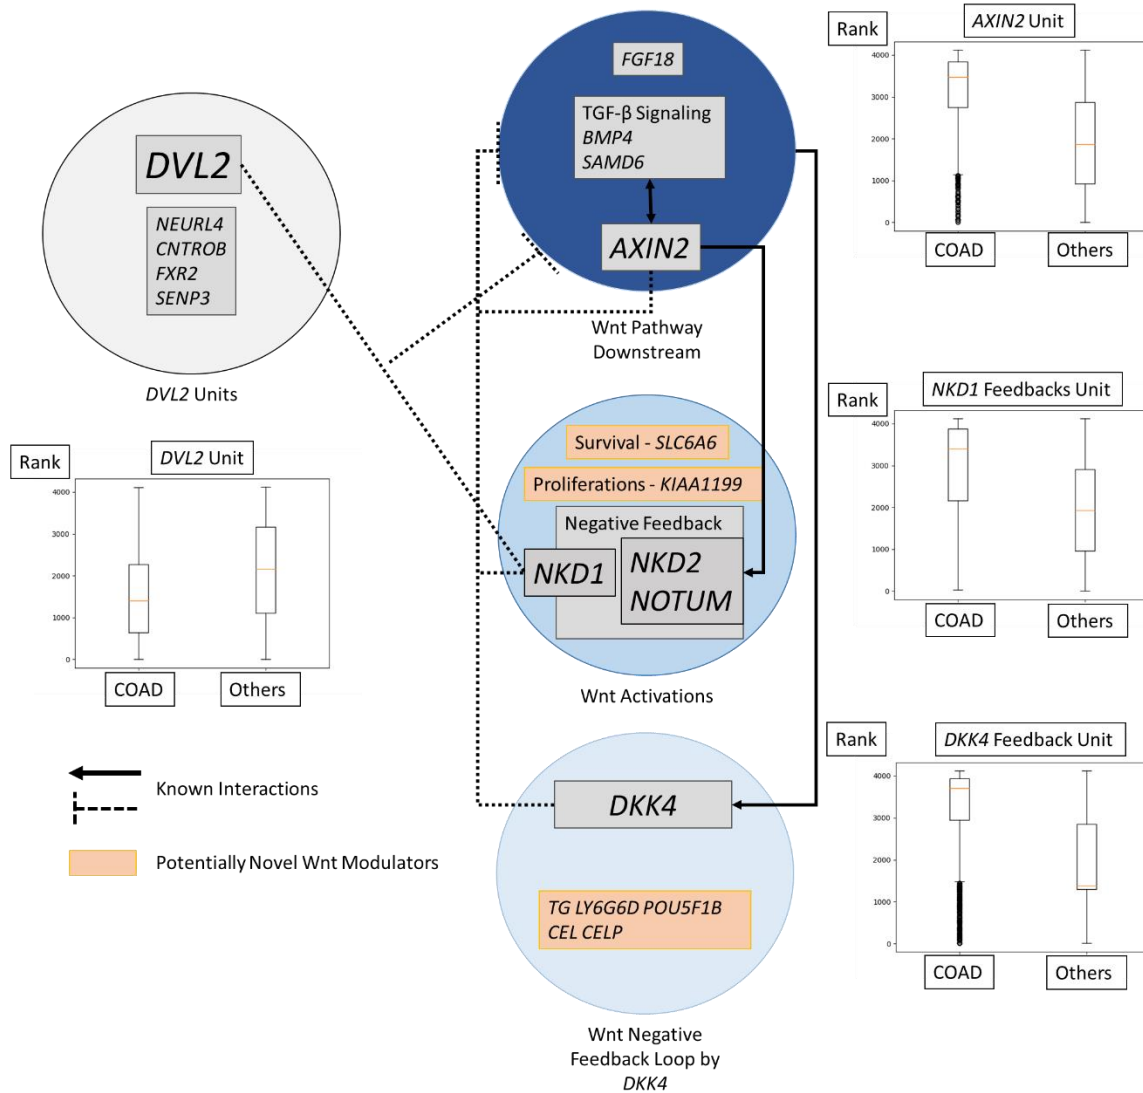 DVL2
NEURL4
CNTROB
FXR2
SENP3
DVL2 Units
FGF18
TGF-β Signaling
BMP4
SAMD6
AXIN2
Wnt Pathway
Downstream
Survival - SLC6A6
Proliferations - KIAA1199
Negative Feedback
NKD1
NKD2
NOTUM
Wnt Activations
DKK4
TG LY6G6D POU5F1B
CEL CELP
Wnt Negative
Feedback Loop by
DKK4
Rank
AXIN2 Unit
4000
3000
2000
1000
0
COAD
Others
Rank
NKD1 Feedbacks Unit
4000
3000
2000
1000
0
COAD
Others
Rank
DKK4 Feedback Unit
4000
3000
2000
1000
0
COAD
Others
Rank
DVL2 Unit
4000
3000
2000
1000
0
COAD
Others
Known Interactions
Potentially Novel Wnt Modulators